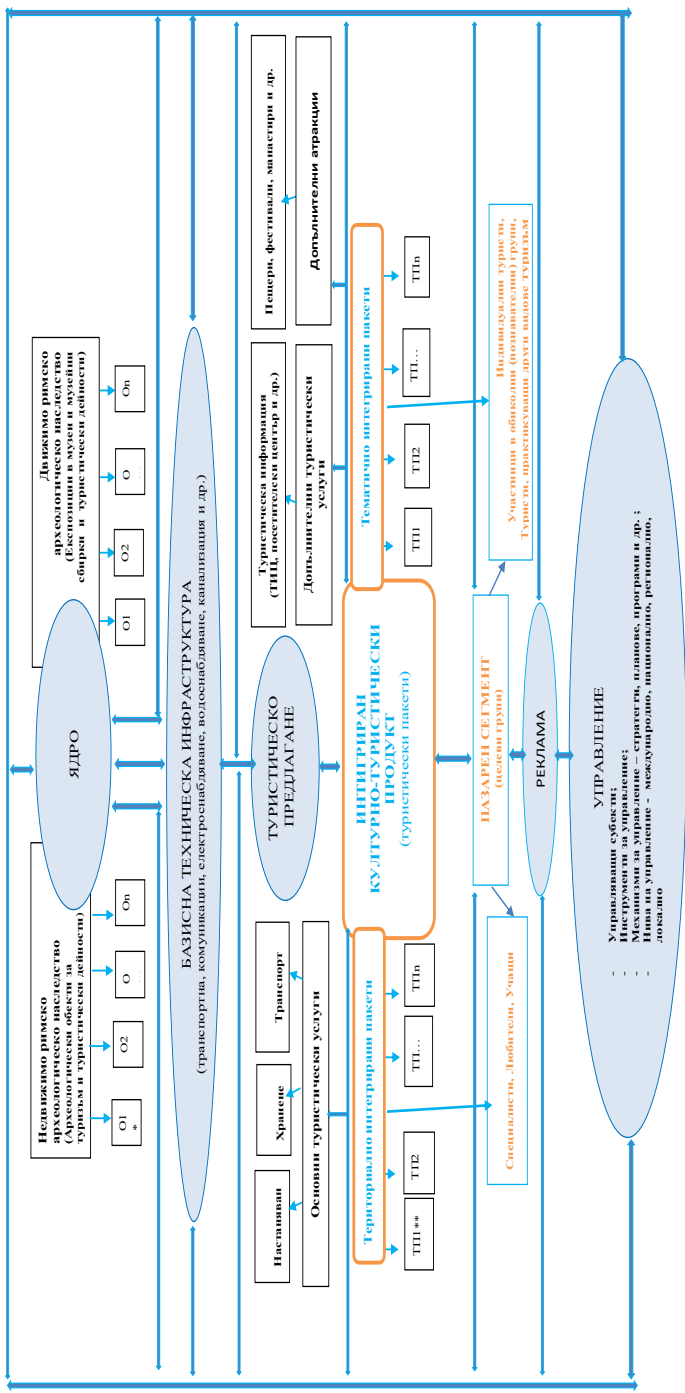 ЯДРО
Недвижимо римско
археологическо наследство
(Археологически обекти за
туризъм и туристически дейности)
О1
*
О2
О
Оn
Движимо римско
археологическо наследство
(Експозиции в музеи и музейни
сбирки и туристически дейности)
О1
О2
О
Оn
БАЗИСНА ТЕХНИЧЕСКА ИНФРАСТРУКТУРА
(транспортна, комуникации, електроснабдяване, водоснабдяване, канализация и др.)
ТУРИСТИЧЕСКО
ПРЕДЛАГАНЕ
Настаняван
Хранене
Транспорт
Основни туристически услуги
Туристическа информация
(ТИЦ, посетителски център и др.)
Допълнителни туристически
услуги
Пещери, фестивали, манастири и др.
Допълнителни атракции
ИНТИГРИРАН
КУЛТУРНО-ТУРИСТИЧЕСКИ
ПРОДУКТ
(туристически пакети)
Териториално интегрирани пакети
ТП1**
ТП2
ТП...
ТПn
Тематично интегрирани пакети
ТП1
ТП2
ТП...
ТПn
ПАЗАРЕН СЕГМЕНТ
(целеви групи)
Специалисти, Любители, Учащи
Индивидуални туристи,
Участници в обиколни (познавателни) групи,
Туристи, практикуващи други видове туризъм
РЕКЛАМА
УПРАВЛЕНИЕ
- Управляващи субекти;
- Инструменти за управление;
- Механизми за управление – стратегии, планове, програми и др. ;
- Нива на управление - международно, национално, регионално,
локално